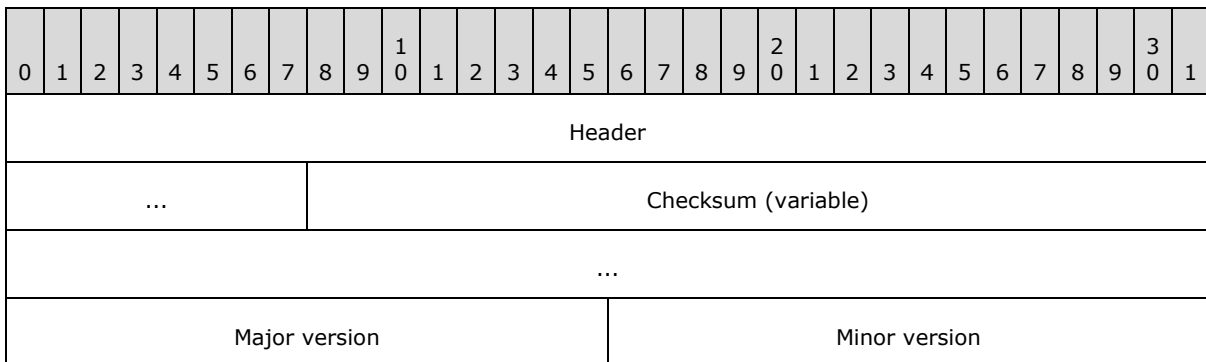 1 2 3
0 1 2 3 4 5 6 7 8 9 0 1 2 3 4 5 6 7 8 9 0 1 2 3 4 5 6 7 8 9 0 1
Header
... Checksum (variable)
...
Major version Minor version